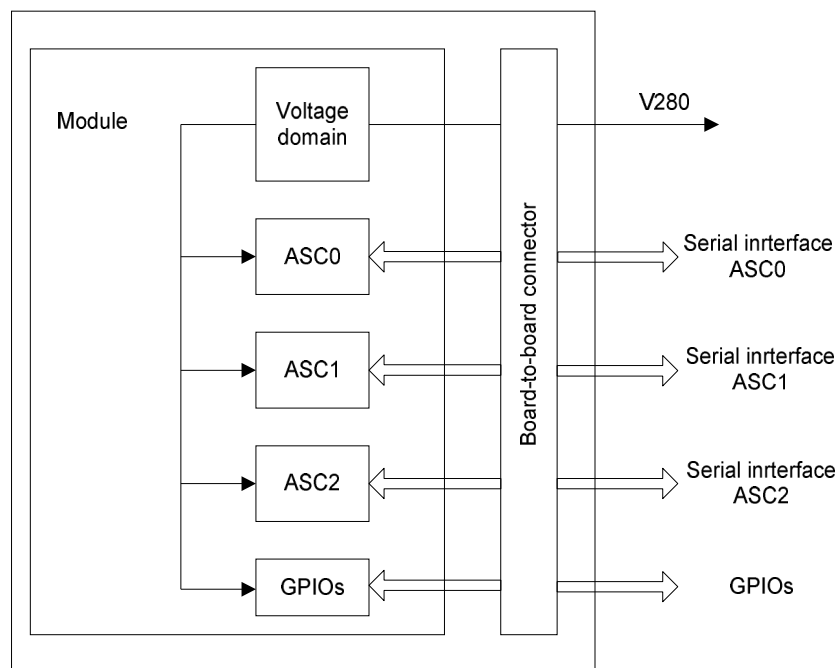 Module
Voltage
domain
V280
ASC0
Serial inrterface
ASC0
ASC1
Serial inrterface
ASC1
ASC2
Serial inrterface
ASC2
GPIOs
GPIOs
Board-to-board connector